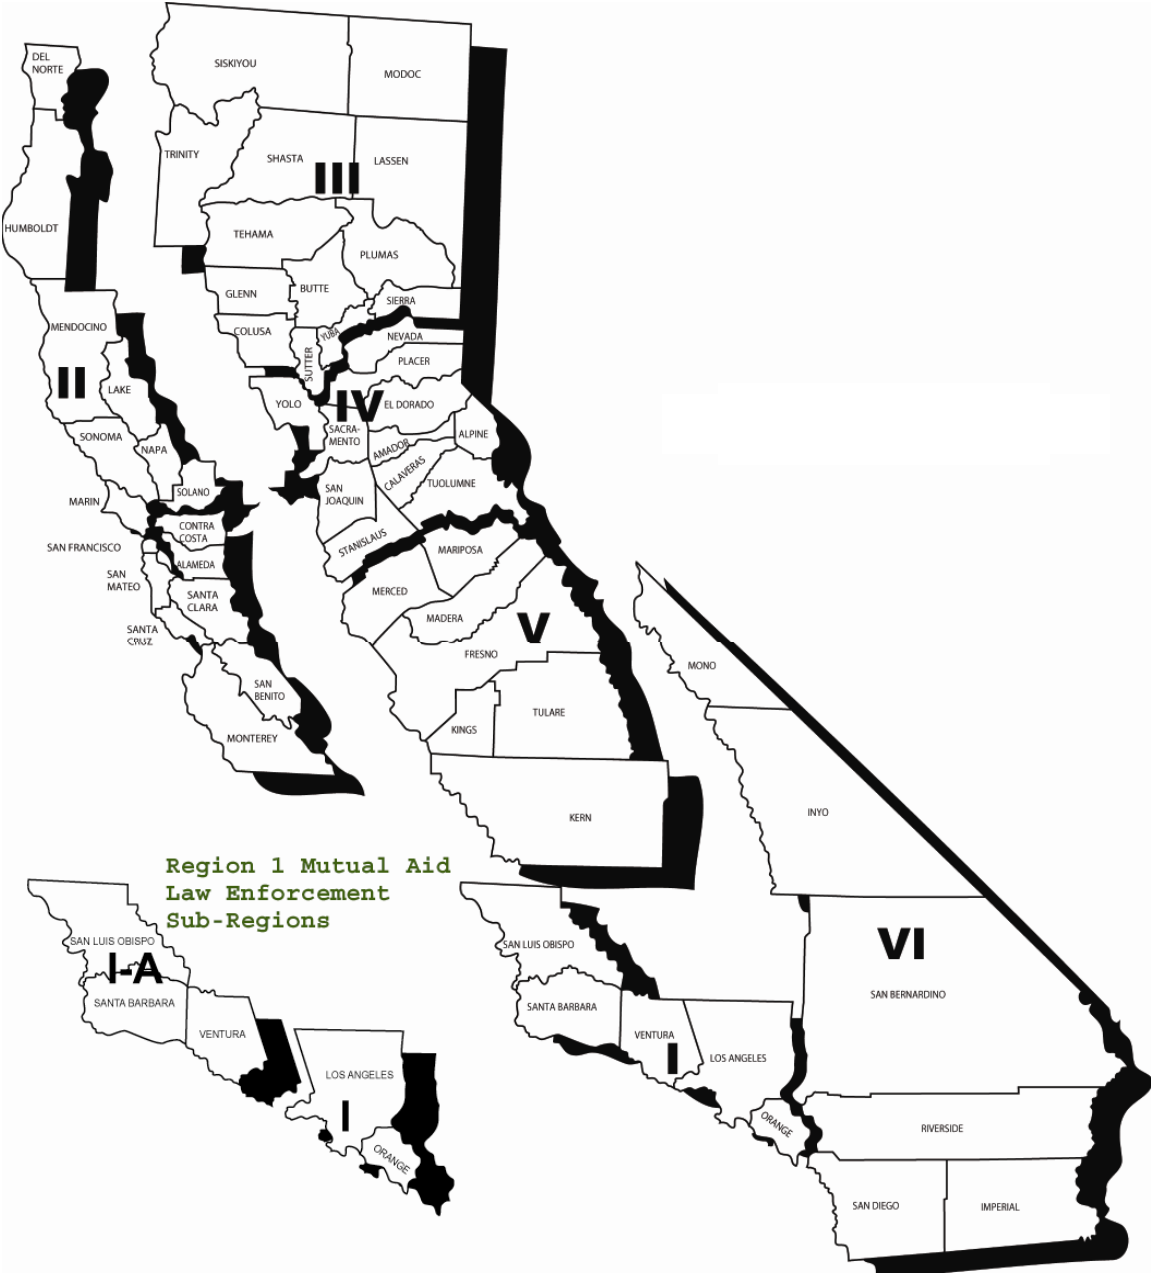 DEL
NORTE
SISKIYOU
MODOC
TRINITY
SHASTA
LASSEN
III
HUMBOLDT
TEHAMA
PLUMAS
GLENN
BUTTE
SIERRA
MENDOCINO
COLUSA
YUBA
NEVADA
SUTTER
PLACER
II
LAKE
YOLO
IV
EL DORADO
SONOMA
SACRA-
MENTO
ALPINE
NAPA
AMADOR
CALAVERAS
TUOLUMNE
MARIN
SOLANO
SAN
JOAQUIN
CONTRA
COSTA
STANISLAUS
SAN FRANCISCO
ALAMEDA
MARIPOSA
SAN
MATEO
SANTA
CLARA
MERCED
MADERA
SANTA
CRUZ
V
FRESNO
MONO
SAN
BENITO
TULARE
KINGS
MONTEREY
KERN
INYO
Region 1 Mutual Aid
Law Enforcement
Sub-Regions
SAN LUIS OBISPO
I-A
SANTA BARBARA
VENTURA
LOS ANGELES
I
ORANGE
SAN LUIS OBISPO
SANTA BARBARA
VENTURA
I
LOS ANGELES
ORANGE
VI
SAN BERNARDINO
RIVERSIDE
SAN DIEGO
IMPERIAL